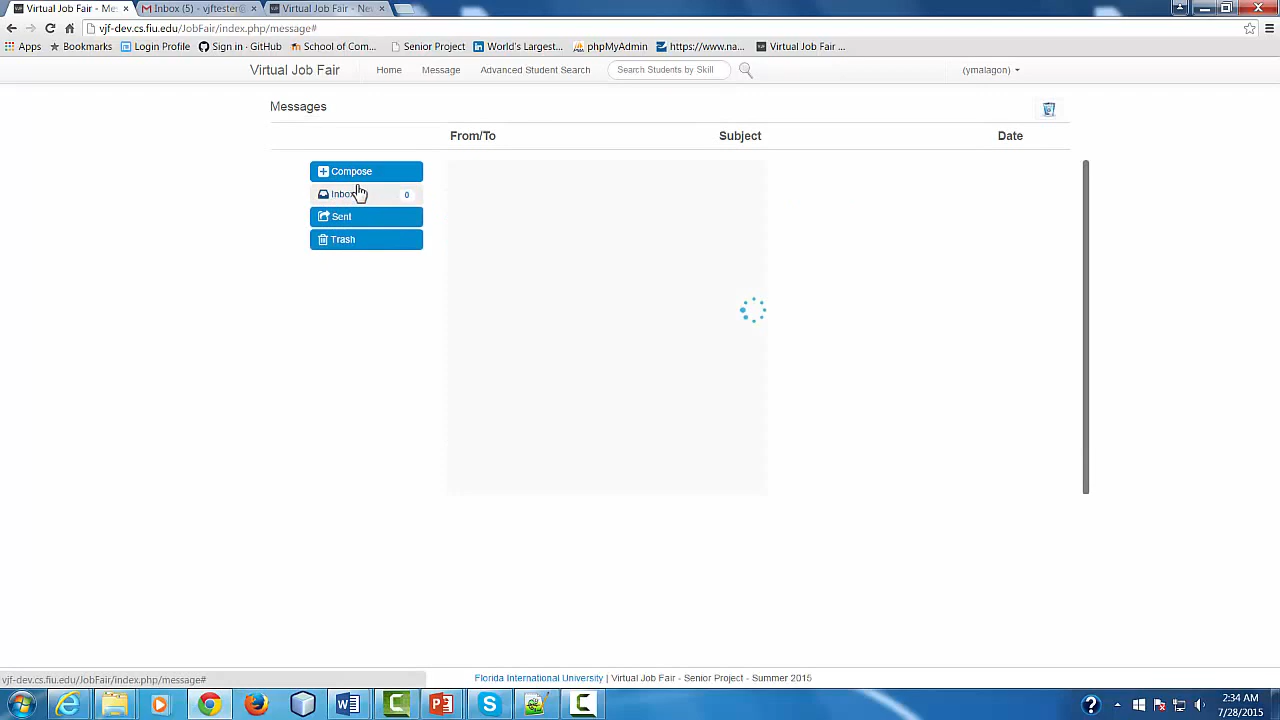 Virtual Job Fair - Me
Inbox (5) - vjftester@
Virtual Job Fair - Ne
vjf-dev.cs.fiu.edu/JobFair/index.php/message#
Apps
Bookmarks
Login Profile
Sign in · GitHub
School of Com...
Senior Project
World's Largest...
phpMyAdmin
https://www.na...
Virtual Job Fair ...
Virtual Job Fair
Home
Message
Advanced Student Search
Search Students by Skill
(ymalagon)
Messages
From/To
Subject
Date
Compose
Inbox
0
Sent
Trash
vjf-dev.cs.fiu.edu/JobFair/index.php/message#
Florida International University | Virtual Job Fair - Senior Project - Summer 2015
2:34 AM
7/28/2015